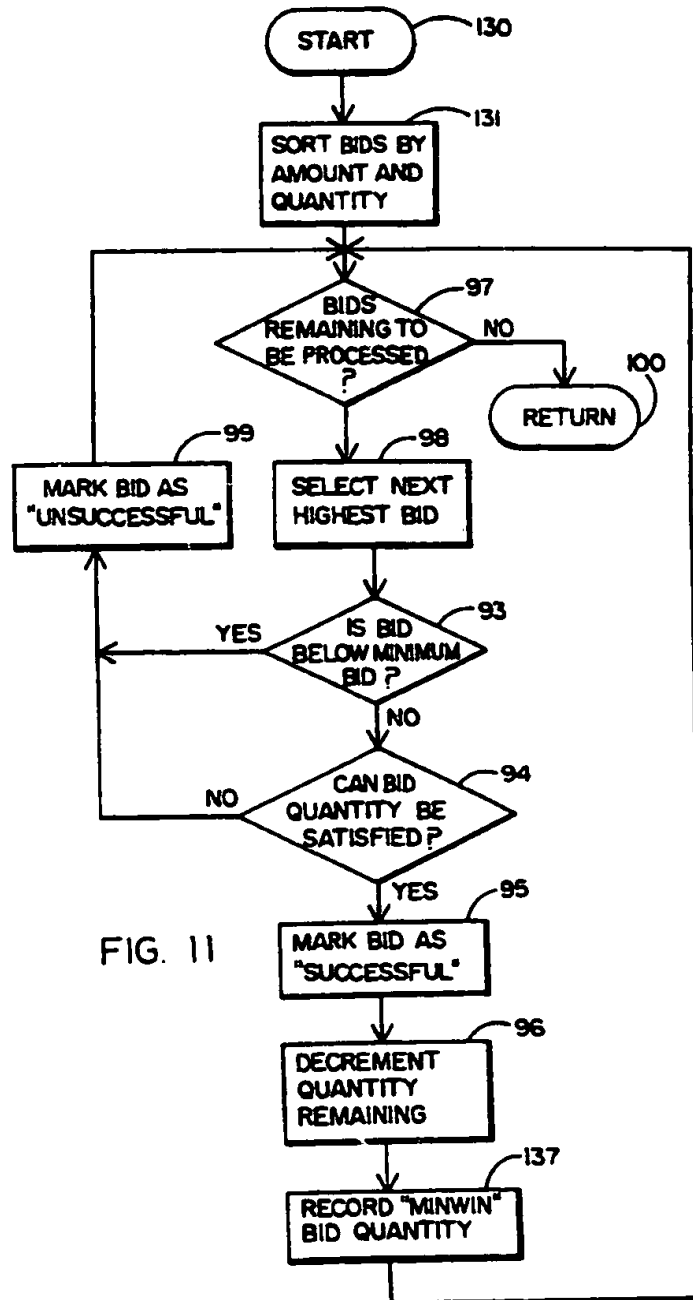 START
130
131
SORT BIDS BY
AMOUNT AND
QUANTITY
97
BIDS
REMAINING TO
BE PROCESSED
?
NO
100
RETURN
99
MARK BID AS
"UNSUCCESSFUL"
98
SELECT NEXT
HIGHEST BID
93
YES
IS BID
BELOW MINIMUM
BID?
NO
94
NO
CAN BID
QUANTITY BE
SATISFIED?
YES
95
FIG. 11
MARK BID AS
"SUCCESSFUL"
96
DECREMENT
QUANTITY
REMAINING
137
RECORD "MINWIN"
BID QUANTITY